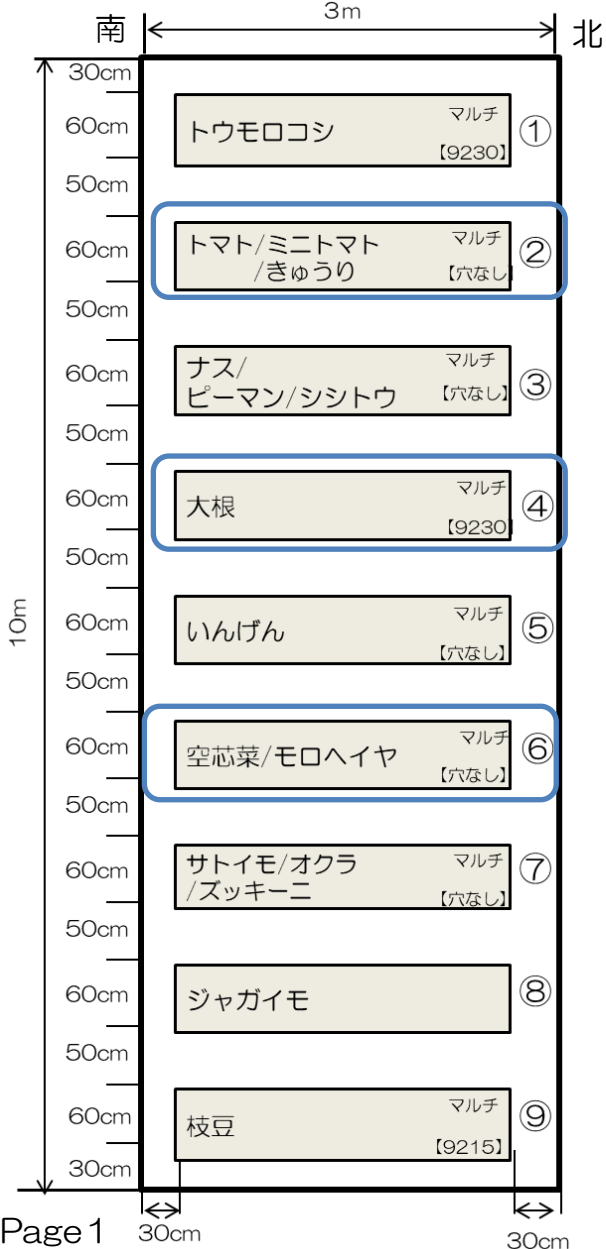 3m
南
北
30cm
60cm
トウモロコシ
マルチ
【9230】
①
50cm
60cm
トマト/ミニトマト
/きゅうり
マルチ
【穴なし】
②
50cm
60cm
ナス/
ピーマン/シシトウ
マルチ
【穴なし】
③
50cm
60cm
大根
マルチ
【9230】
④
50cm
10m
60cm
いんげん
マルチ
【穴なし】
⑤
50cm
60cm
空芯菜/モロヘイヤ
マルチ
【穴なし】
⑥
50cm
60cm
サトイモ/オクラ
/ズッキーニ
マルチ
【穴なし】
⑦
50cm
60cm
ジャガイモ
⑧
50cm
60cm
枝豆
マルチ
【9215】
⑨
30cm
Page1
30cm
30cm